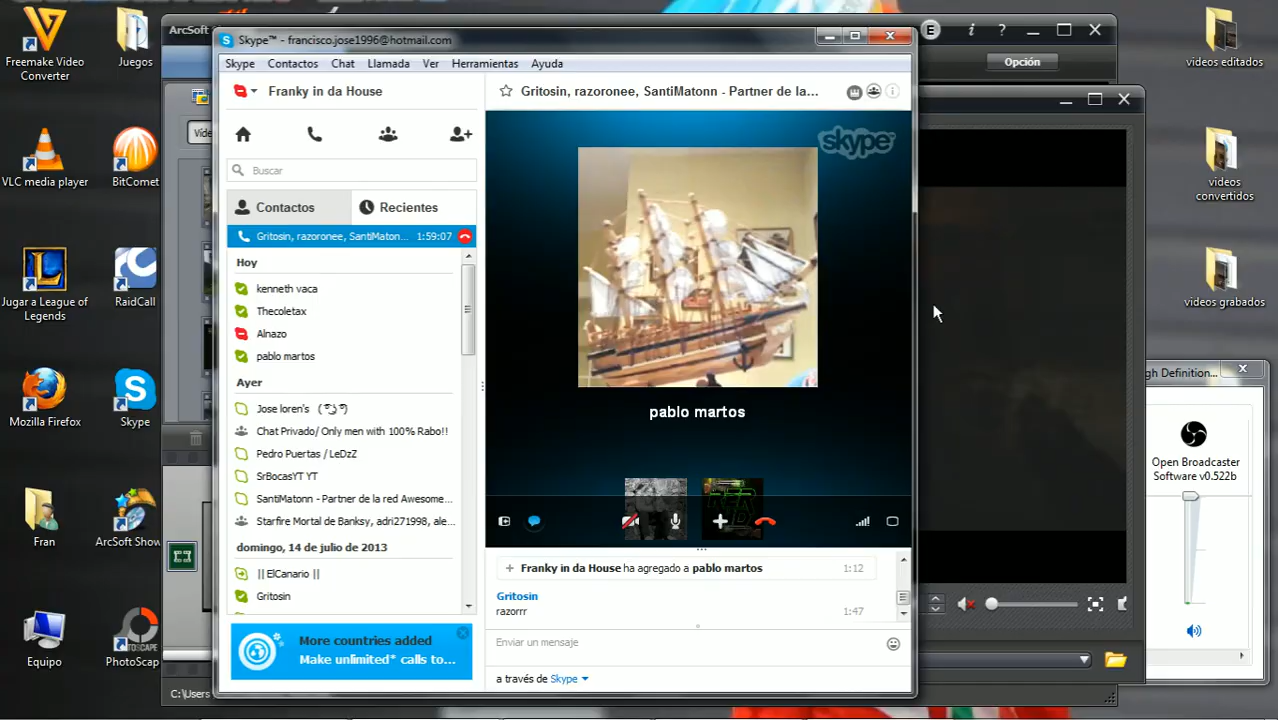 Freemake Video
Converter
Juegos
VLC media player
BitComet
Jugar a League of
Legends
RaidCall
Mozilla Firefox
Skype
Fran
ArcSoft Show
Equipo
PhotoScap
ArcSoft
Víde
C:\Users
E
i
?
Opción
Skype™ - francisco.jose1996@hotmail.com
Skype Contactos Chat Llamada Ver Herramientas Ayuda
Franky in da House
Buscar
Contactos
Recientes
Gritosin, razoronee, SantiMaton... 1:59:07
Hoy
kenneth vaca
Thecoletax
Alnazo
pablo martos
Ayer
Jose loren's ( ͡° ͜ʖ ͡°)
Chat Privado/ Only men with 100% Rabo!!
Pedro Puertas / LeDzZ
SrBocasYT YT
SantiMatonn - Partner de la red Awesome...
Starfire Mortal de Banksy, adri271998, ale...
domingo, 14 de julio de 2013
|| ElCanario ||
Gritosin
More countries added
Make unlimited* calls to...
Gritosin, razoronee, SantiMatonn - Partner de la...
skype
pablo martos
Franky in da House ha agregado a pablo martos 1:12
Gritosin
razorrr 1:47
Enviar un mensaje
a través de Skype
videos editados
videos
convertidos
videos grabados
gh Definition...
Open Broadcaster
Software v0.522b